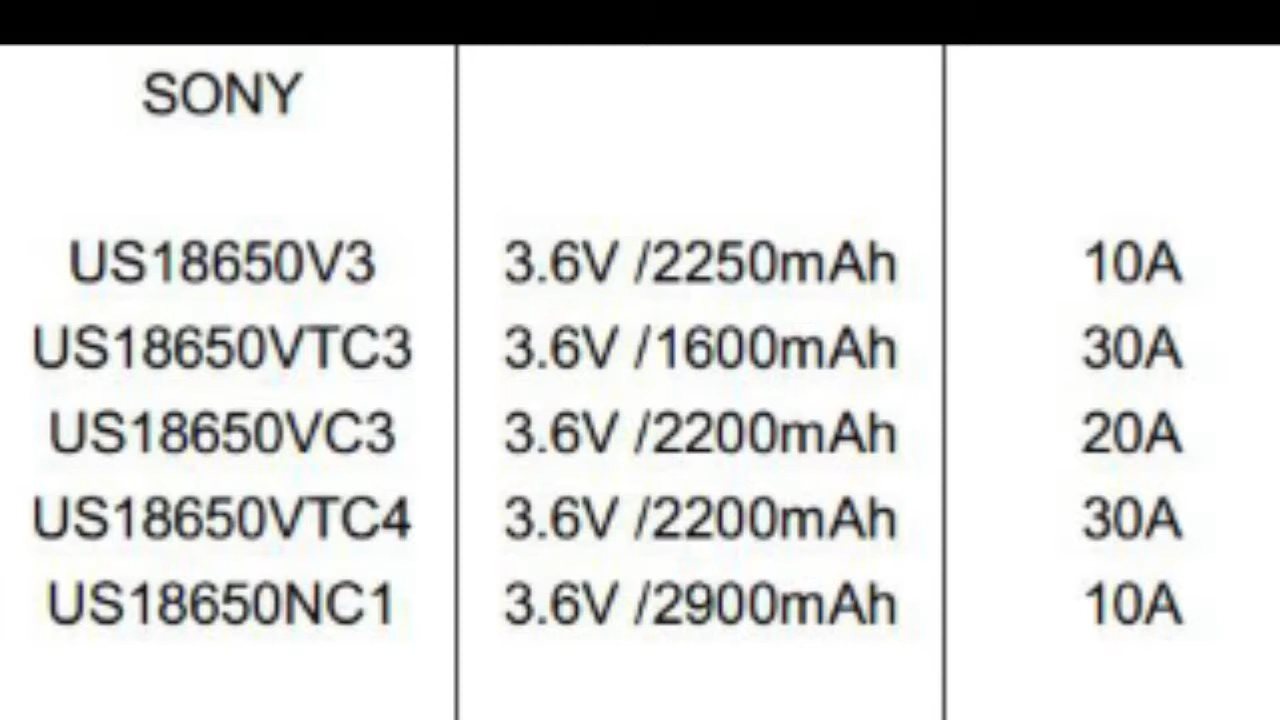 SONY
US18650V3 3.6V /2250mAh 10A
US18650VTC3 3.6V /1600mAh 30A
US18650VC3 3.6V /2200mAh 20A
US18650VTC4 3.6V /2200mAh 30A
US18650NC1 3.6V /2900mAh 10A